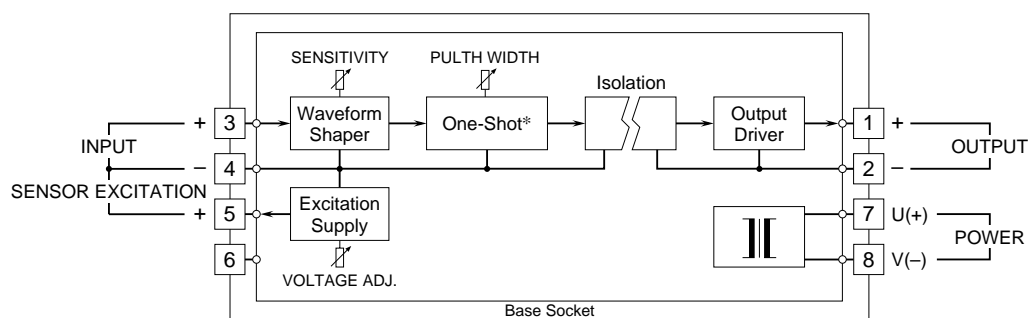 SENSITIVITY
PULTH WIDTH
Isolation
+ 3
Waveform
Shaper
One-Shot*
Output
Driver
1 +
INPUT
OUTPUT
– 4
2 –
SENSOR EXCITATION
+ 5
Excitation
Supply
7 U(+)
POWER
6
8 V(–)
VOLTAGE ADJ.
Base Socket